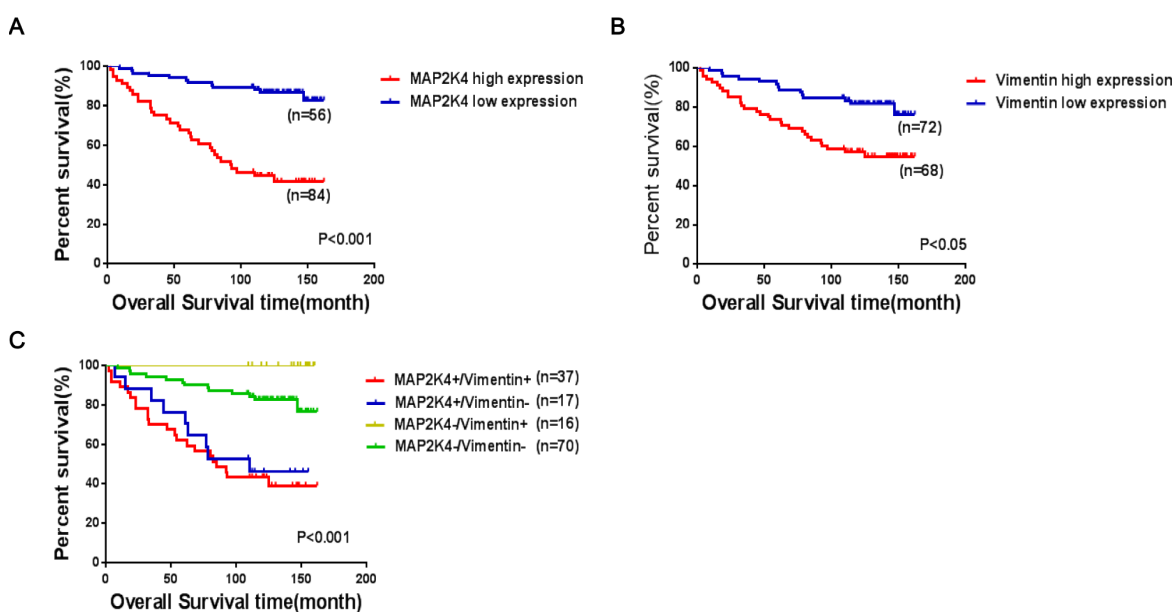 A
Percent survival(%)
100
80
60
40
20
0
MAP2K4 high expression
MAP2K4 low expression
(n=56)
(n=84)
P<0.001
0 50 100 150 200
Overall Survival time(month)
B
Percent survival(%)
100
80
60
40
20
0
Vimentin high expression
Vimentin low expression
(n=72)
(n=68)
P<0.05
0 50 100 150 200
Overall Survival time(month)
C
Percent survival(%)
100
80
60
40
20
0
MAP2K4+/Vimentin+ (n=37)
MAP2K4+/Vimentin- (n=17)
MAP2K4-/Vimentin+ (n=16)
MAP2K4-/Vimentin- (n=70)
P<0.001
0 50 100 150 200
Overall Survival time(month)